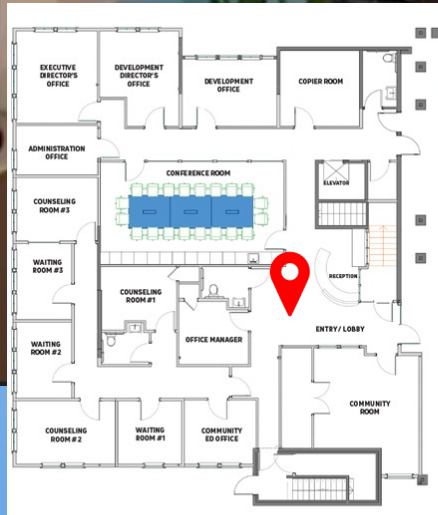 EXECUTIVE
DIRECTOR'S
OFFICE
DEVELOPMENT
DIRECTOR'S
OFFICE
DEVELOPMENT
OFFICE
COPIER ROOM
ADMINISTRATION
OFFICE
CONFERENCE ROOM
ELEVATOR
COUNSELING
ROOM #3
WAITING
ROOM #3
RECEPTION
COUNSELING
ROOM #1
OFFICE MANAGER
ENTRY/ LOBBY
WAITING
ROOM #2
COMMUNITY
ROOM
COUNSELING
ROOM #2
WAITING
ROOM #1
COMMUNITY
ED OFFICE